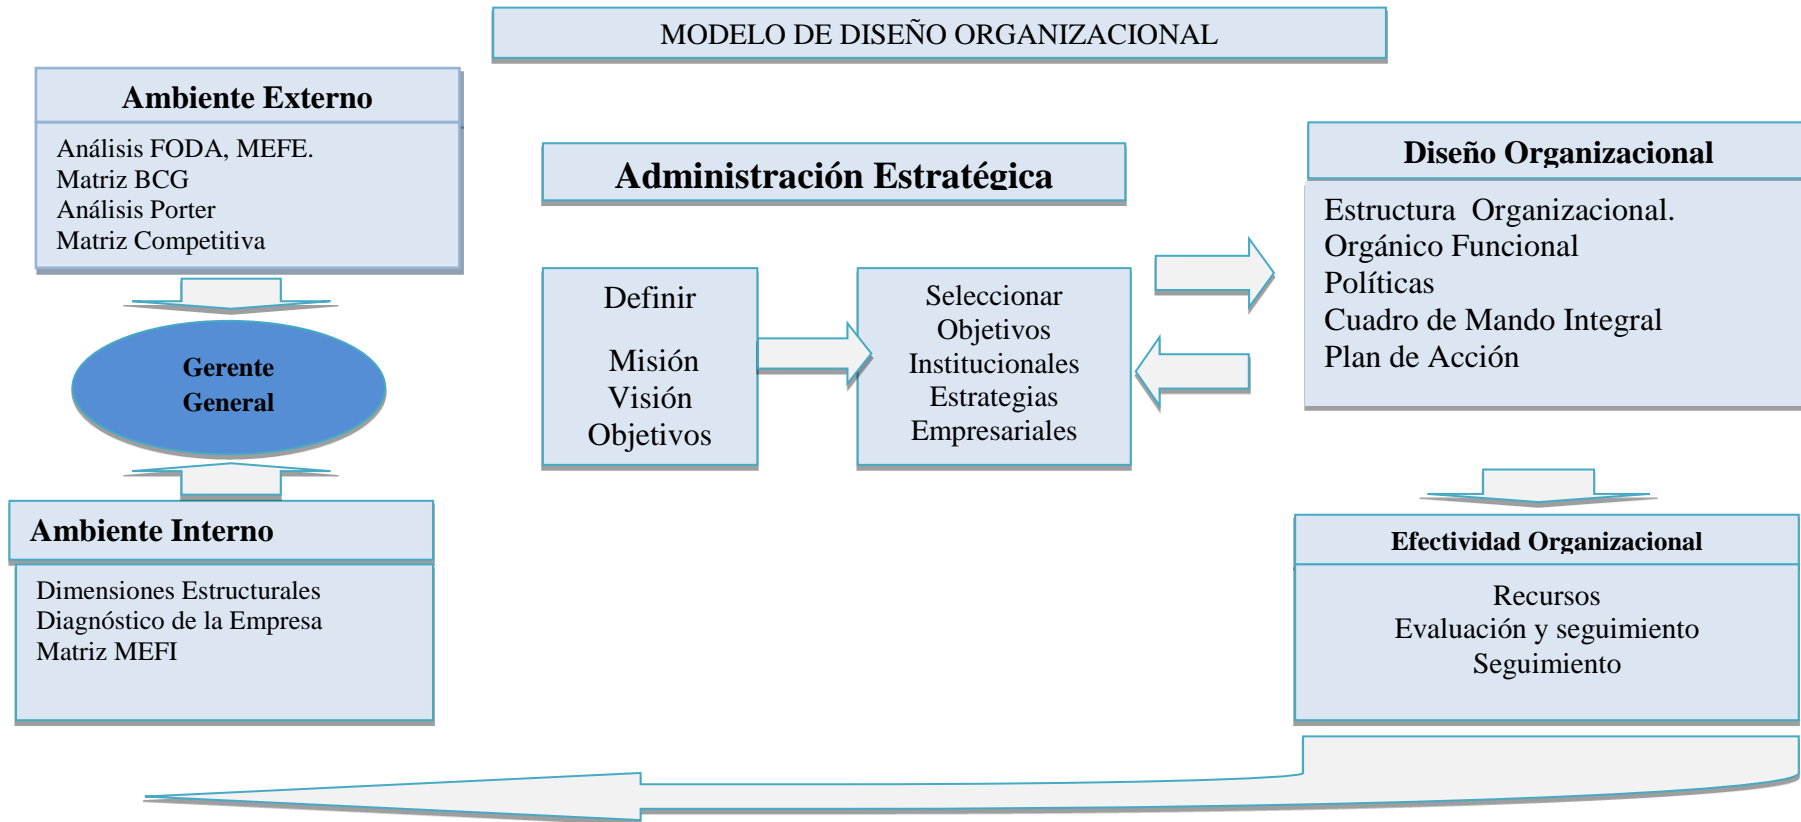 MODELO DE DISEÑO ORGANIZACIONAL
Ambiente Externo
Análisis FODA, MEFE.
Matriz BCG
Análisis Porter
Matriz Competitiva
Gerente
General
Ambiente Interno
Dimensiones Estructurales
Diagnóstico de la Empresa
Matriz MEFI
Administración Estratégica
Definir
Misión
Visión
Objetivos
Seleccionar
Objetivos
Institucionales
Estrategias
Empresariales
Diseño Organizacional
Estructura  Organizacional.
Orgánico Funcional
Políticas
Cuadro de Mando Integral
Plan de Acción
Efectividad Organizacional
Recursos
Evaluación y seguimiento
Seguimiento